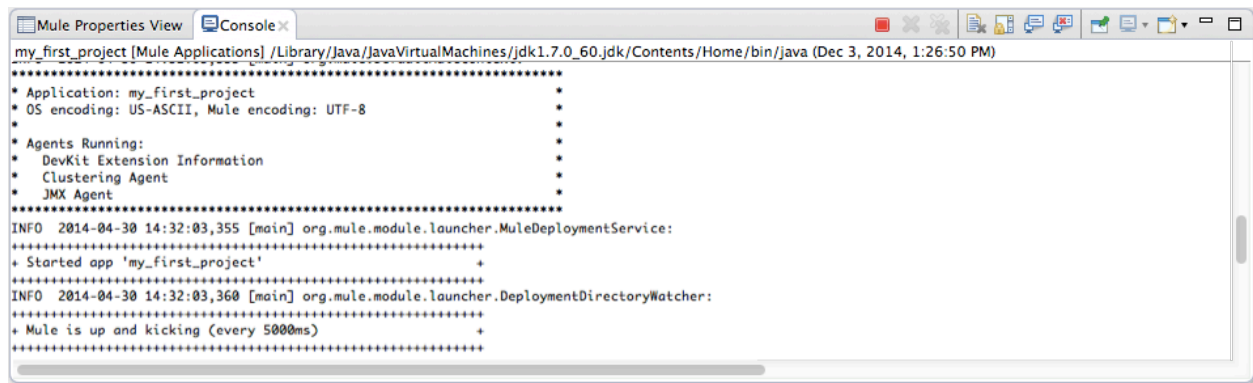 Mule Properties View Console
my_first_project [Mule Applications] /Library/Java/JavaVirtualMachines/jdk1.7.0_60.jdk/Contents/Home/bin/java (Dec 3, 2014, 1:26:50 PM)
**********************************************************************
* Application: my_first_project *
* OS encoding: US-ASCII, Mule encoding: UTF-8 *
* *
* Agents Running: *
* DevKit Extension Information *
* Clustering Agent *
* JMX Agent *
**********************************************************************
INFO 2014-04-30 14:32:03,355 [main] org.mule.module.launcher.MuleDeploymentService:
++++++++++++++++++++++++++++++++++++++++++++++++++++++++++++
+ Started app 'my_first_project' +
++++++++++++++++++++++++++++++++++++++++++++++++++++++++++++
INFO 2014-04-30 14:32:03,360 [main] org.mule.module.launcher.DeploymentDirectoryWatcher:
++++++++++++++++++++++++++++++++++++++++++++++++++++++++++++
+ Mule is up and kicking (every 5000ms) +
++++++++++++++++++++++++++++++++++++++++++++++++++++++++++++